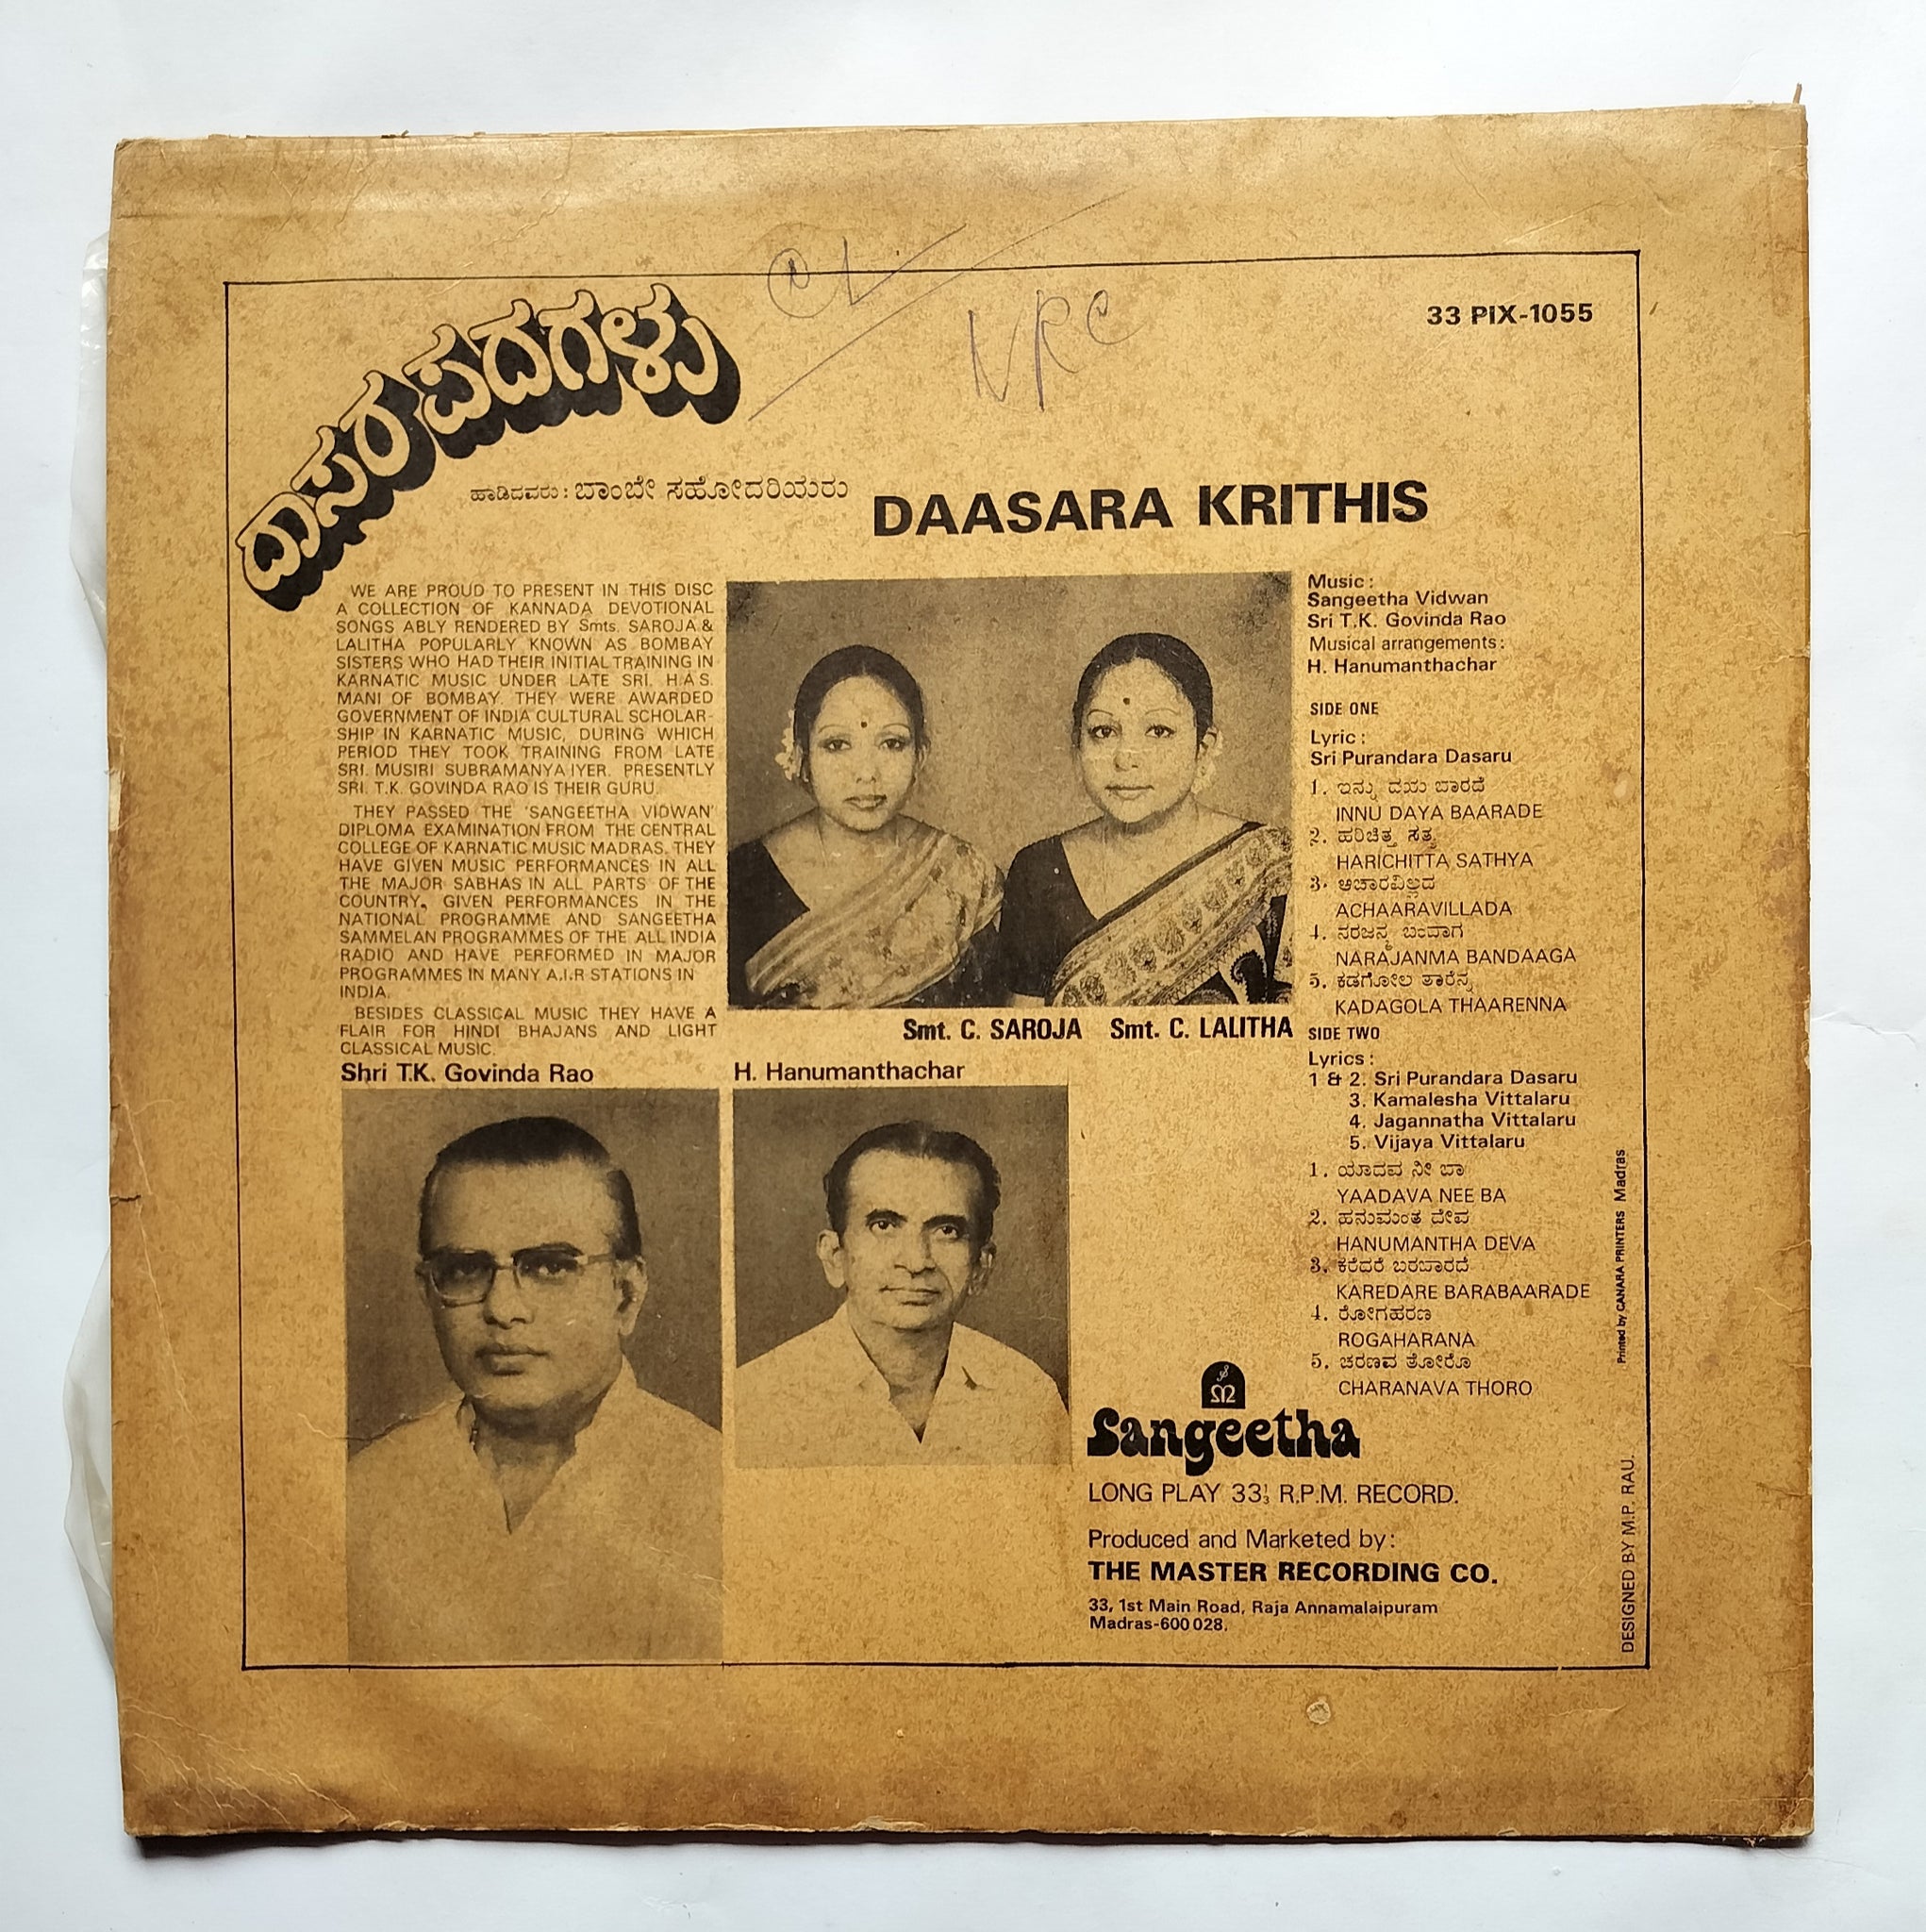 ದಾಸರ ಪದಗಳು
33 PIX-1055
NRC
ಹಾಡಿದವರು : ಬಾಂಬೇ ಸಹೋದರಿಯರು
DAASARA KRITHIS
WE ARE PROUD TO PRESENT IN THIS DISC
A COLLECTION OF KANNADA DEVOTIONAL
SONGS ABLY RENDERED BY Smts. SAROJA &
LALITHA POPULARLY KNOWN AS BOMBAY
SISTERS WHO HAD THEIR INITIAL TRAINING IN
KARNATIC MUSIC UNDER LATE SRI. H.A.S.
MANI OF BOMBAY. THEY WERE AWARDED
GOVERNMENT OF INDIA CULTURAL SCHOLAR-
SHIP IN KARNATIC MUSIC, DURING WHICH
PERIOD THEY TOOK TRAINING FROM LATE
SRI. MUSIRI SUBRAMANYA IYER. PRESENTLY
SRI. T.K. GOVINDA RAO IS THEIR GURU.
THEY PASSED THE 'SANGEETHA VIDWAN'
DIPLOMA EXAMINATION FROM THE CENTRAL
COLLEGE OF KARNATIC MUSIC MADRAS. THEY
HAVE GIVEN MUSIC PERFORMANCES IN ALL
THE MAJOR SABHAS IN ALL PARTS OF THE
COUNTRY. GIVEN PERFORMANCES IN THE
NATIONAL PROGRAMME AND SANGEETHA
SAMMELAN PROGRAMMES OF THE ALL INDIA
RADIO AND HAVE PERFORMED IN MAJOR
PROGRAMMES IN MANY A.I.R STATIONS IN
INDIA.
BESIDES CLASSICAL MUSIC THEY HAVE A
FLAIR FOR HINDI BHAJANS AND LIGHT
CLASSICAL MUSIC.
Smt. C. SAROJA Smt. C. LALITHA
Shri T.K. Govinda Rao
H. Hanumanthachar
Music :
Sangeetha Vidwan
Sri T.K. Govinda Rao
Musical arrangements :
H. Hanumanthachar
SIDE ONE
Lyric :
Sri Purandara Dasaru
1. ಇನ್ನು ದಯ ಬಾರದೆ
INNU DAYA BAARADE
2. ಹರಿಚಿತ್ತ ಸತ್ಯ
HARICHITTA SATHYA
3. ಆಚಾರವಿಲ್ಲದ
ACHAARAVILLADA
4. ನರಜನ್ಮ ಬಂದಾಗ
NARAJANMA BANDAAGA
5. ಕಡಗೋಲ ತಾರೆನ್ನ
KADAGOLA THAARENNA
SIDE TWO
Lyrics :
1 & 2. Sri Purandara Dasaru
3. Kamalesha Vittalaru
4. Jagannatha Vittalaru
5. Vijaya Vittalaru
1. ಯಾದವ ನೀ ಬಾ
YAADAVA NEE BA
2. ಹನುಮಂತ ದೇವ
HANUMANTHA DEVA
3. ಕರೆದರೆ ಬರಬಾರದೆ
KAREDARE BARABAARADE
4. ರೋಗಹರಣ
ROGAHARANA
5. ಚರಣವ ತೋರೊ
CHARANAVA THORO
Sangeetha
LONG PLAY 33⅓ R.P.M. RECORD.
Produced and Marketed by :
THE MASTER RECORDING CO.
33, 1st Main Road, Raja Annamalaipuram
Madras-600 028.
Printed by CANARA PRINTERS Madras
DESIGNED BY M.P. RAU.